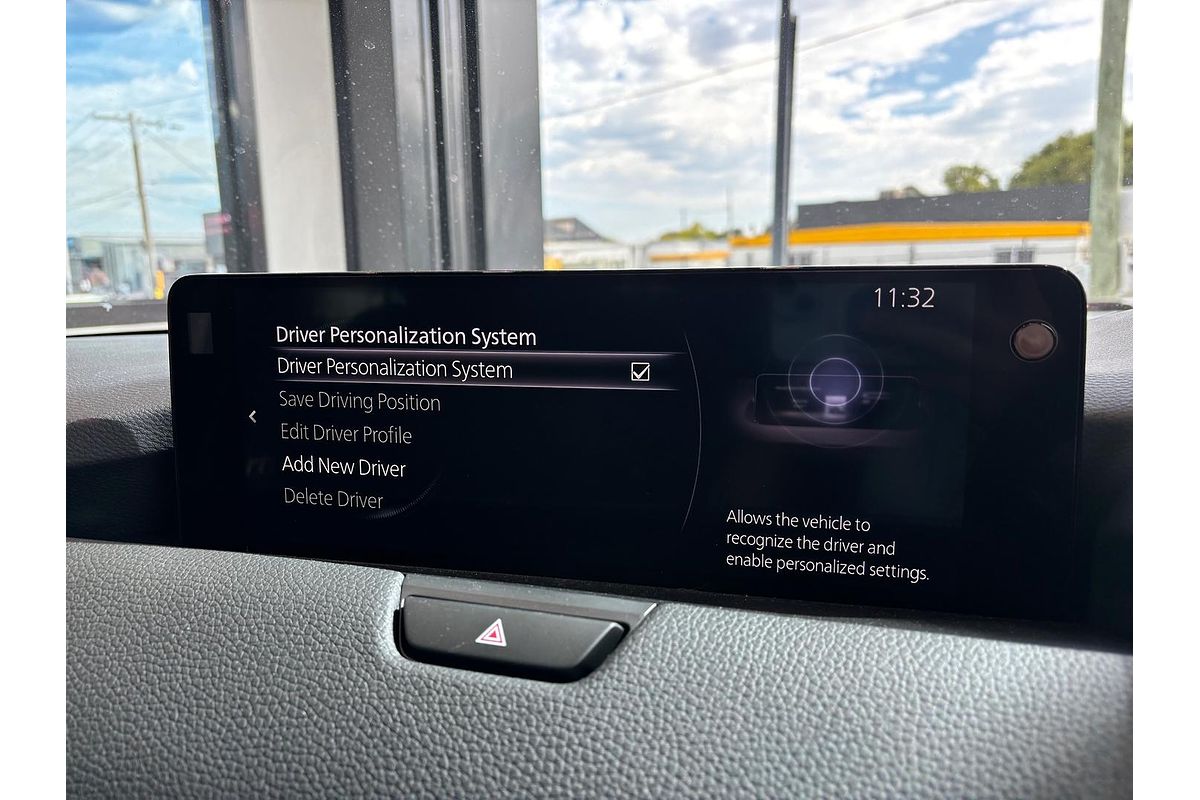 11:32
Driver Personalization System
Driver Personalization System
Save Driving Position
Edit Driver Profile
Add New Driver
Delete Driver
Allows the vehicle to
recognize the driver and
enable personalized settings.